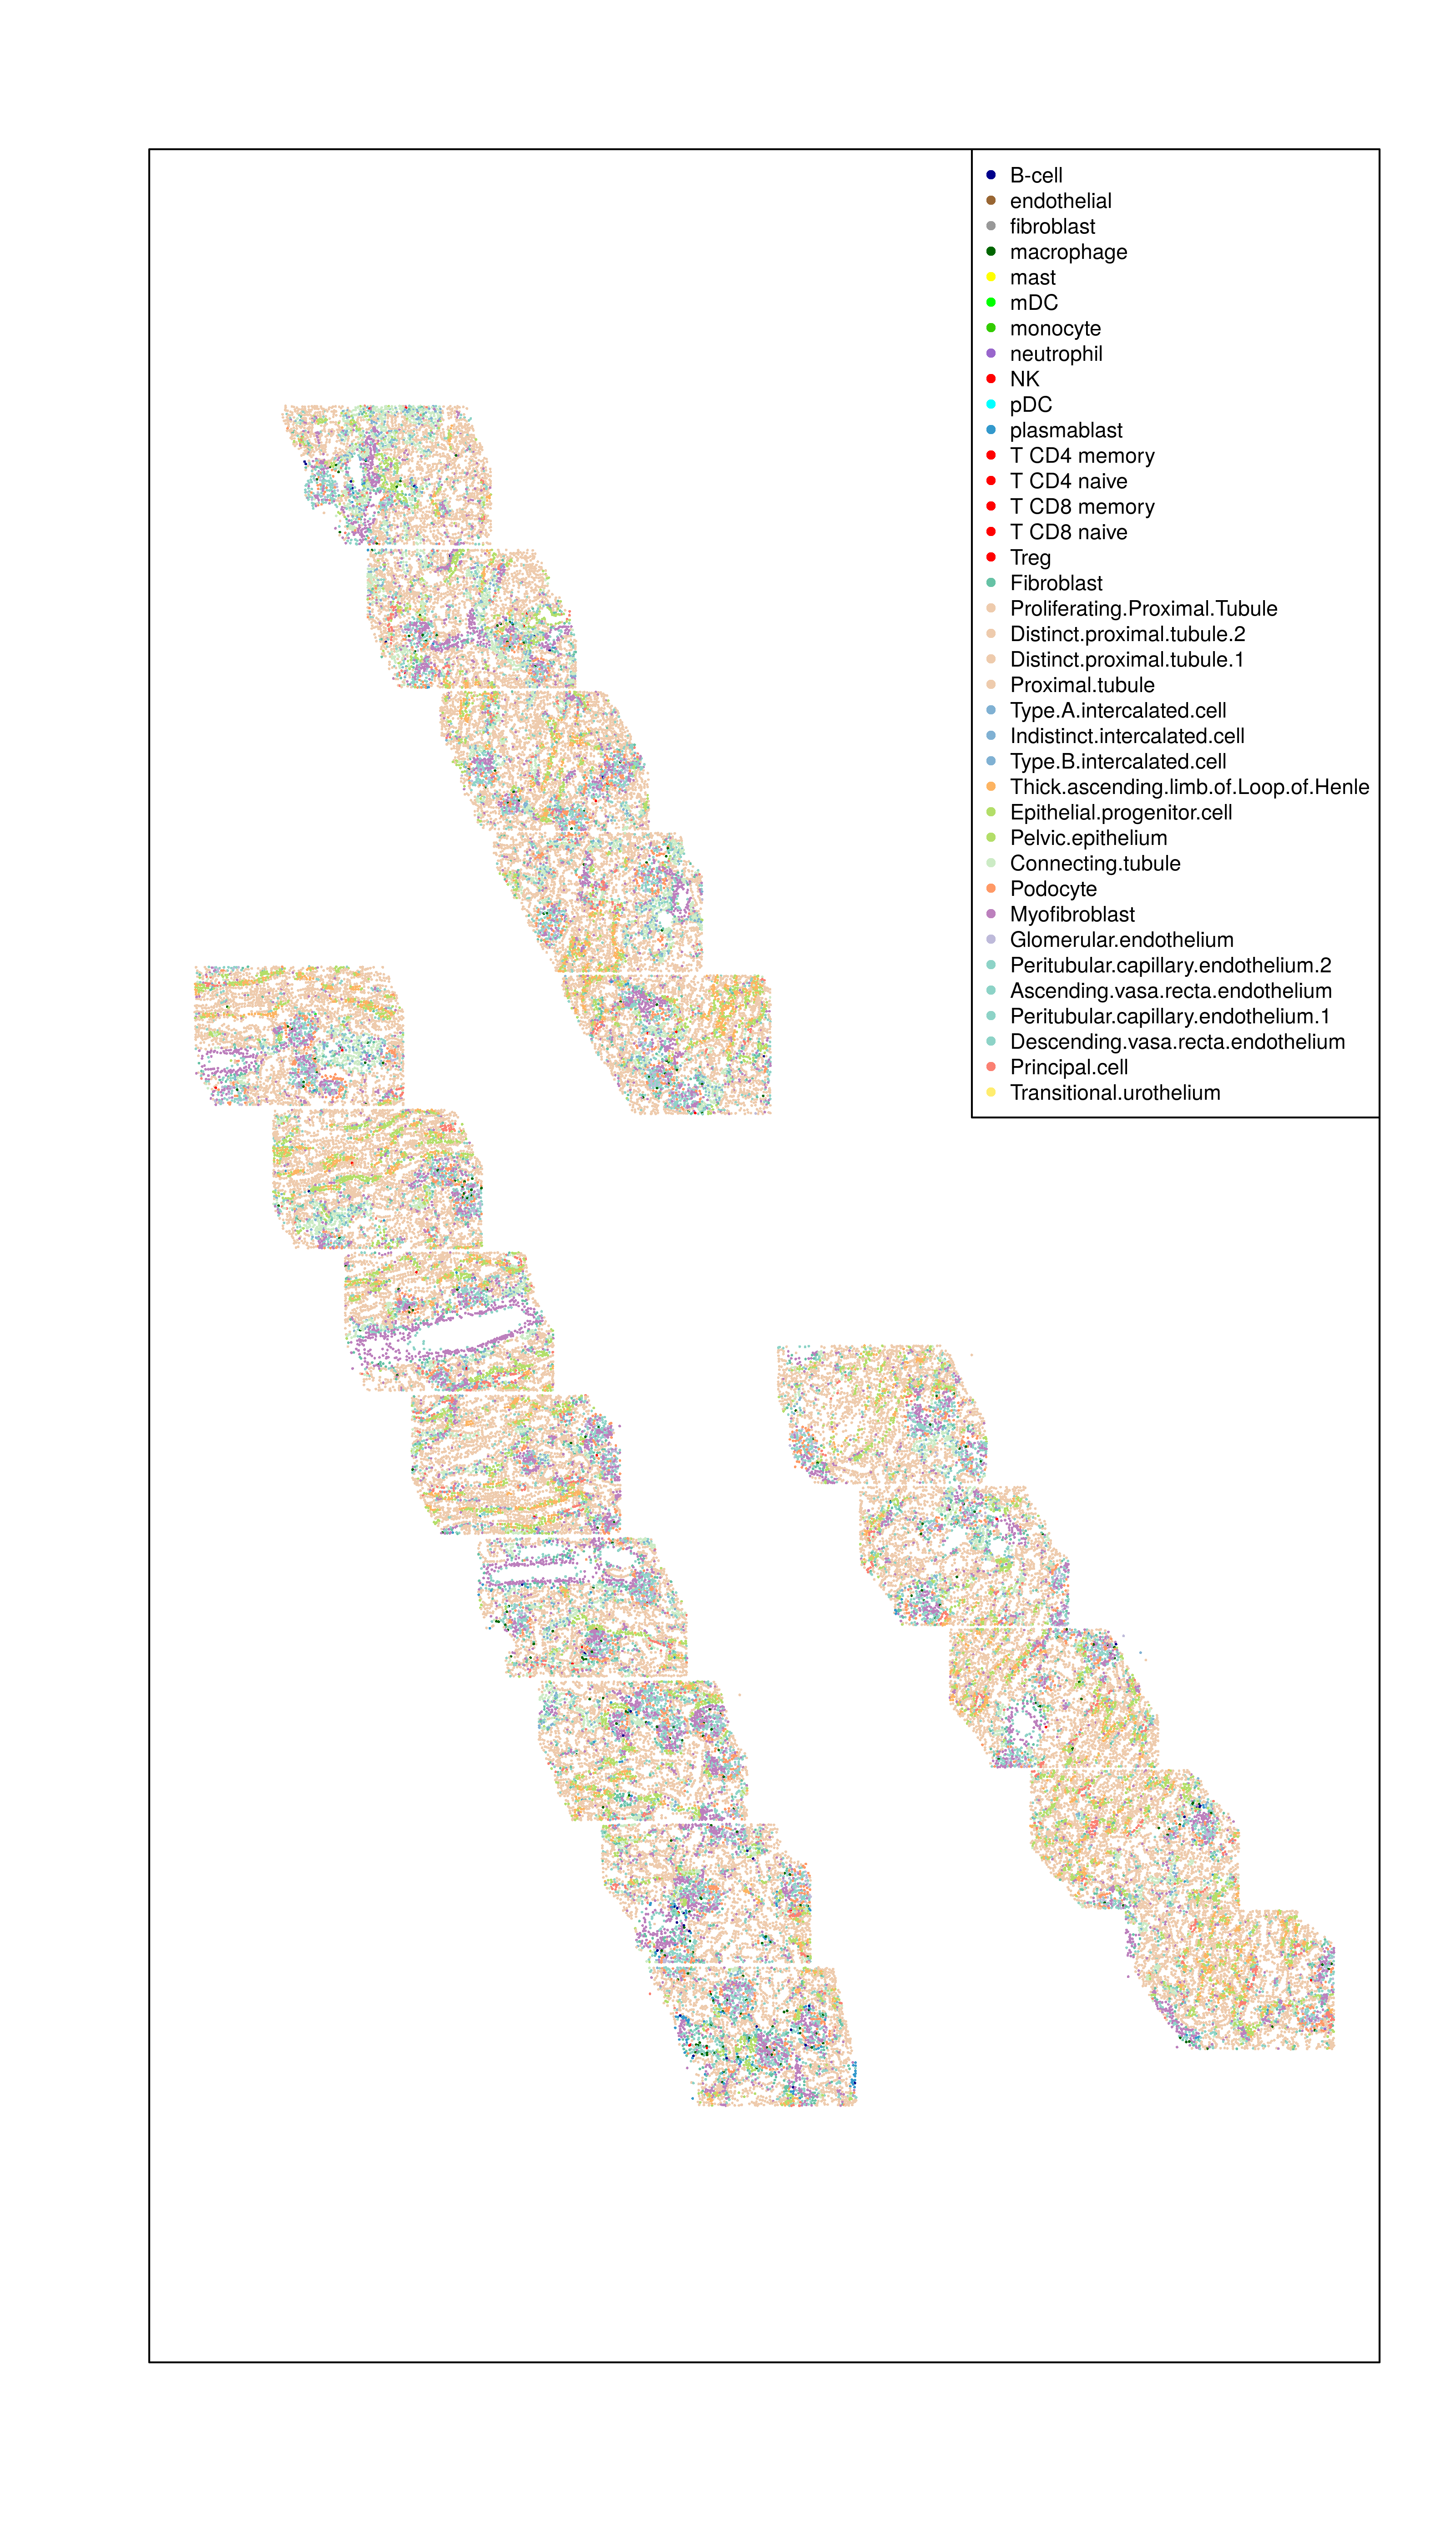 B-cell
endothelial
fibroblast
macrophage
mast
mDC
monocyte
neutrophil
NK
pDC
plasmablast
T CD4 memory
T CD4 naive
T CD8 memory
T CD8 naive
Treg
Fibroblast
Proliferating.Proximal.Tubule
Distinct.proximal.tubule.2
Distinct.proximal.tubule.1
Proximal.tubule
Type.A.intercalated.cell
Indistinct.intercalated.cell
Type.B.intercalated.cell
Thick.ascending.limb.of.Loop.of.Henle
Epithelial.progenitor.cell
Pelvic.epithelium
Connecting.tubule
Podocyte
Myofibroblast
Glomerular.endothelium
Peritubular.capillary.endothelium.2
Ascending.vasa.recta.endothelium
Peritubular.capillary.endothelium.1
Descending.vasa.recta.endothelium
Principal.cell
Transitional.urothelium